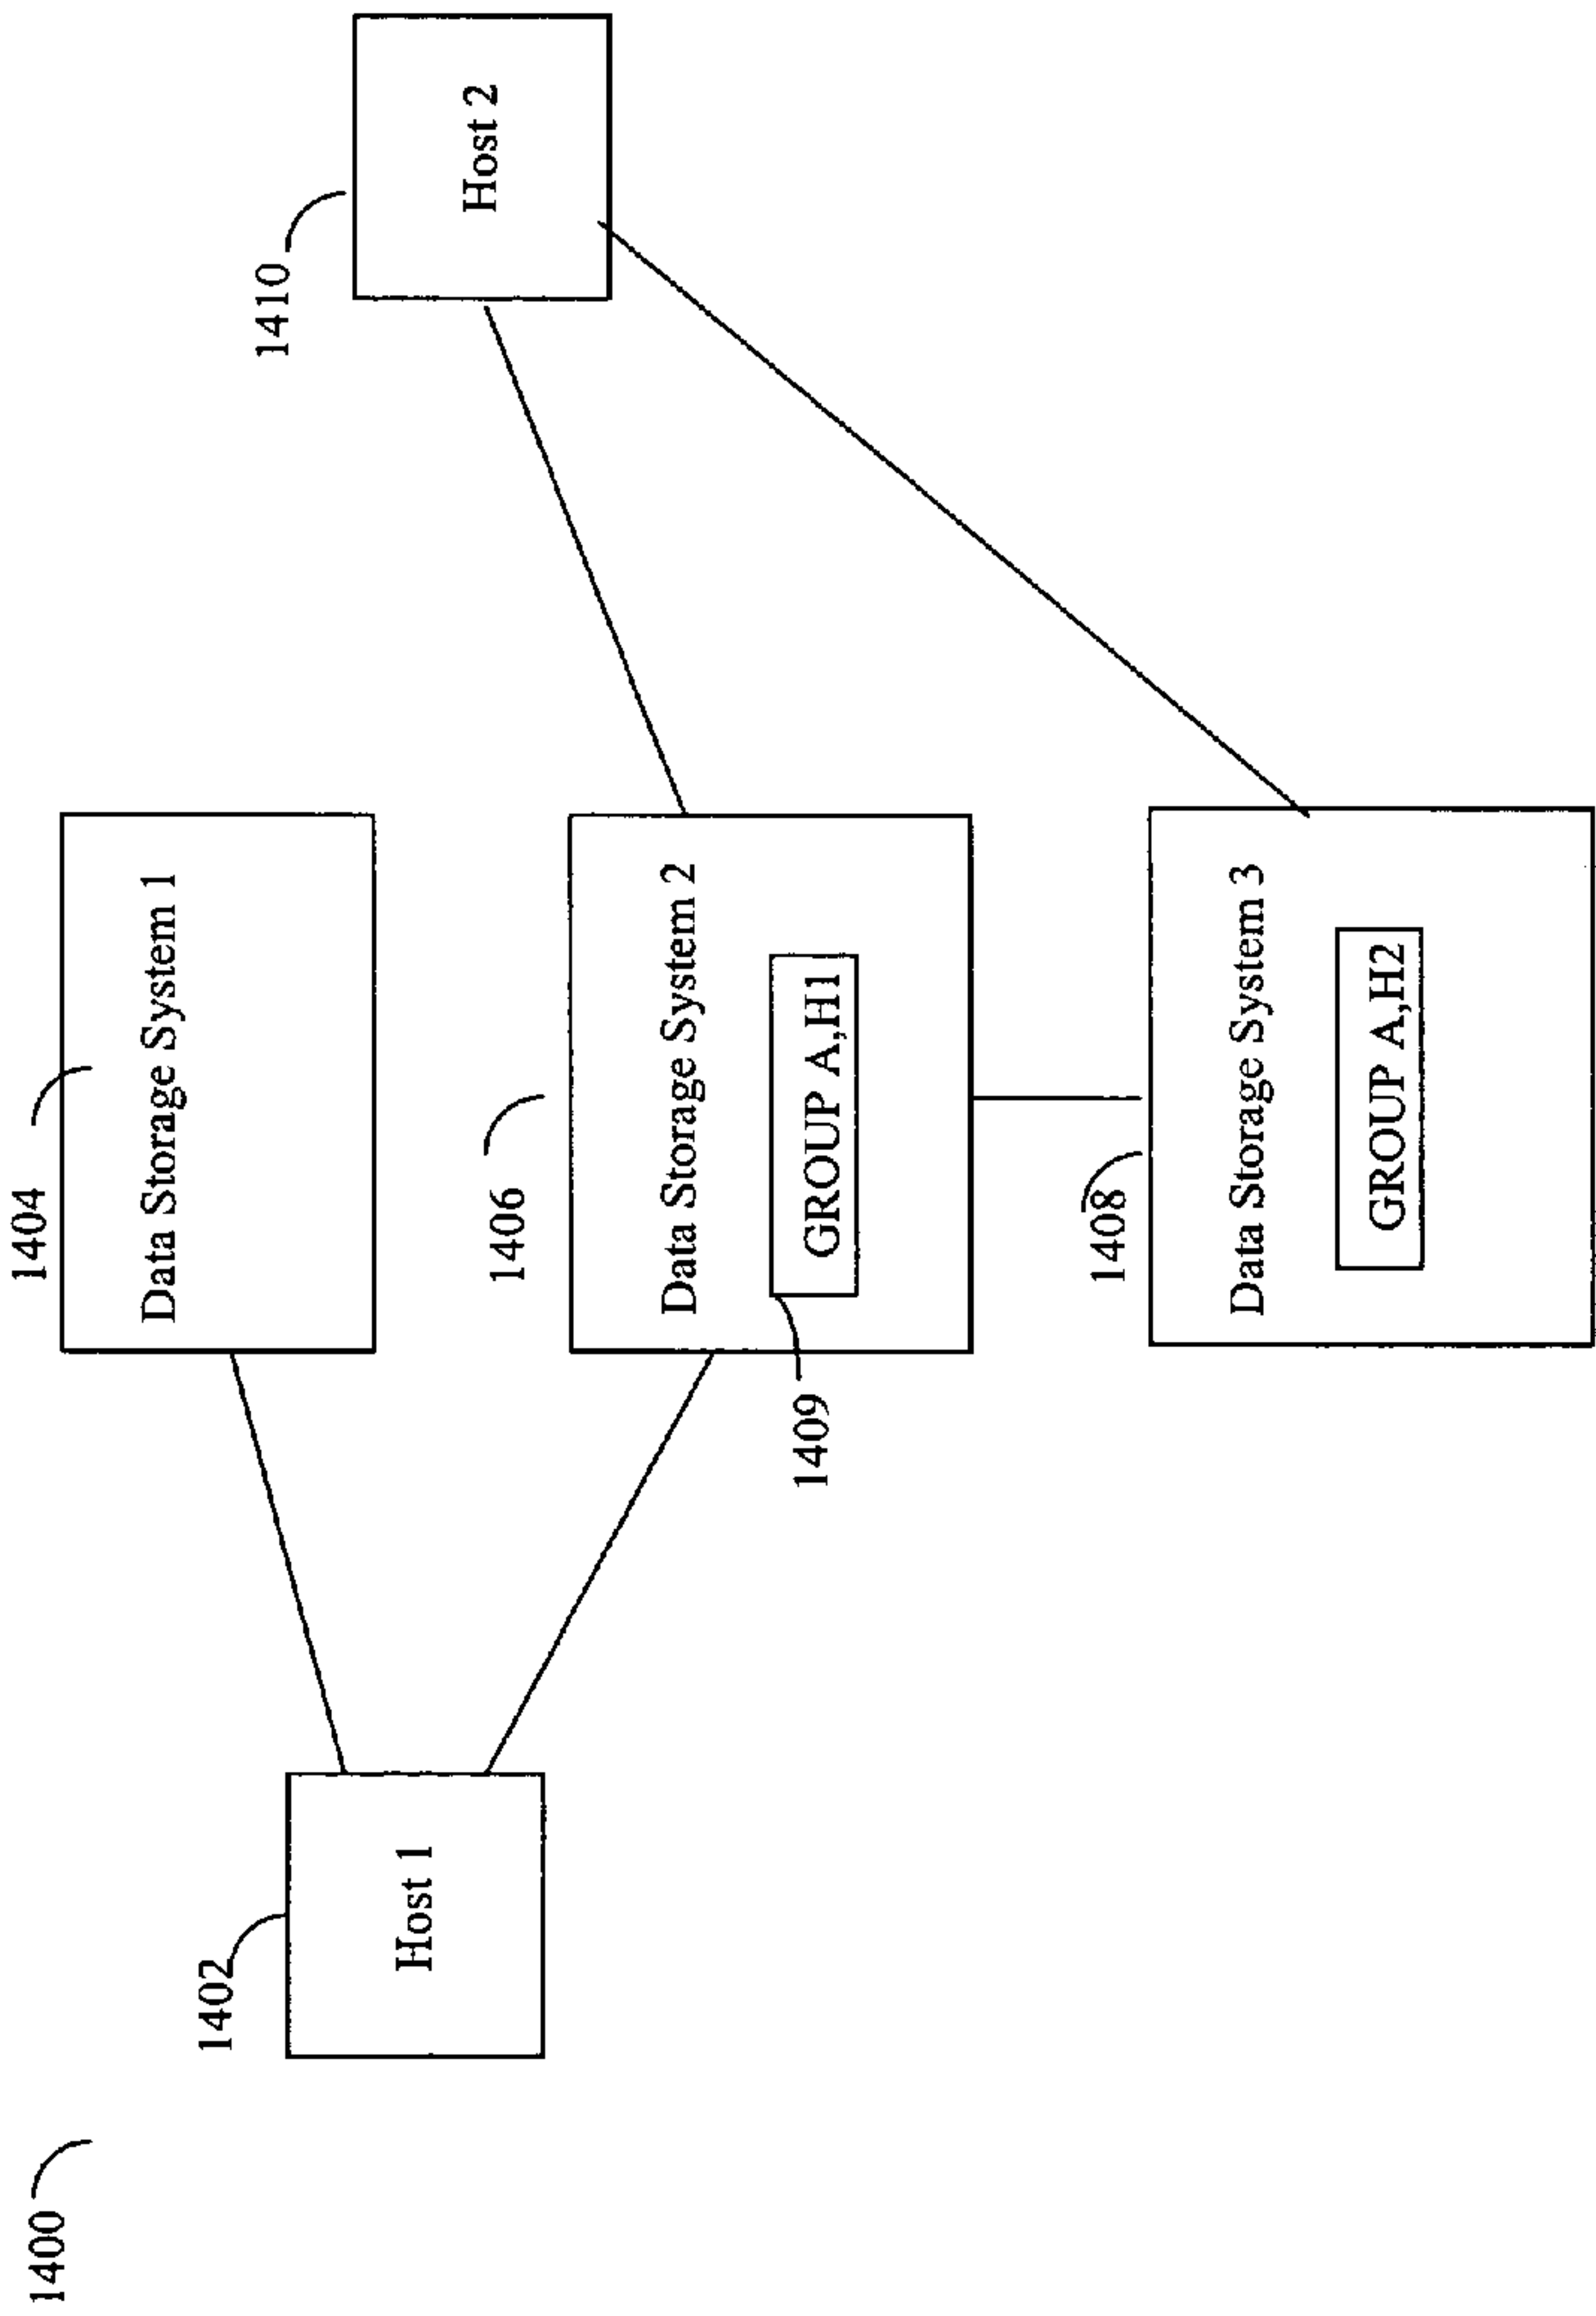 1400
1402
Host 1
1404
Data Storage System 1
1406
Data Storage System 2
GROUP A,H1
1409
1408
Data Storage System 3
GROUP A,H2
1410
Host 2